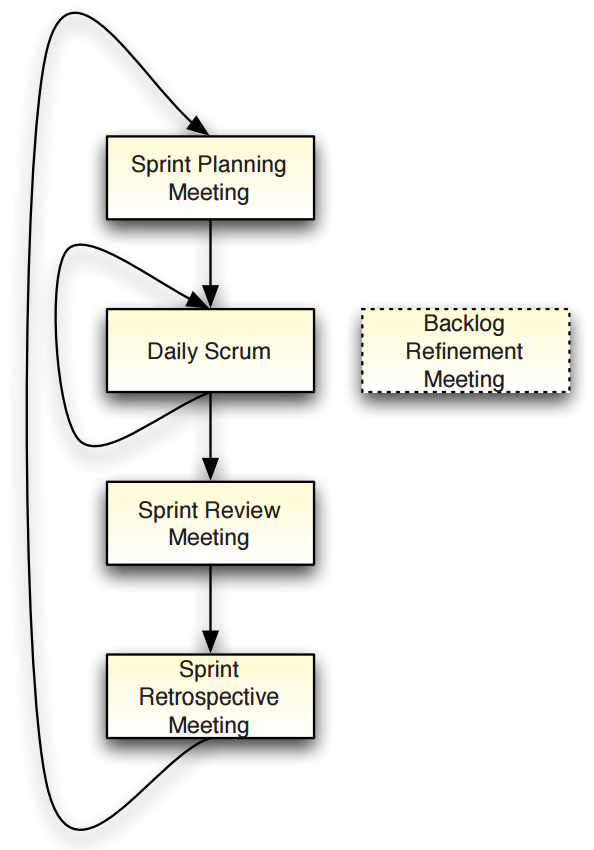 Sprint Planning
Meeting
Daily Scrum
Backlog
Refinement
Meeting
Sprint Review
Meeting
Sprint
Retrospective
Meeting